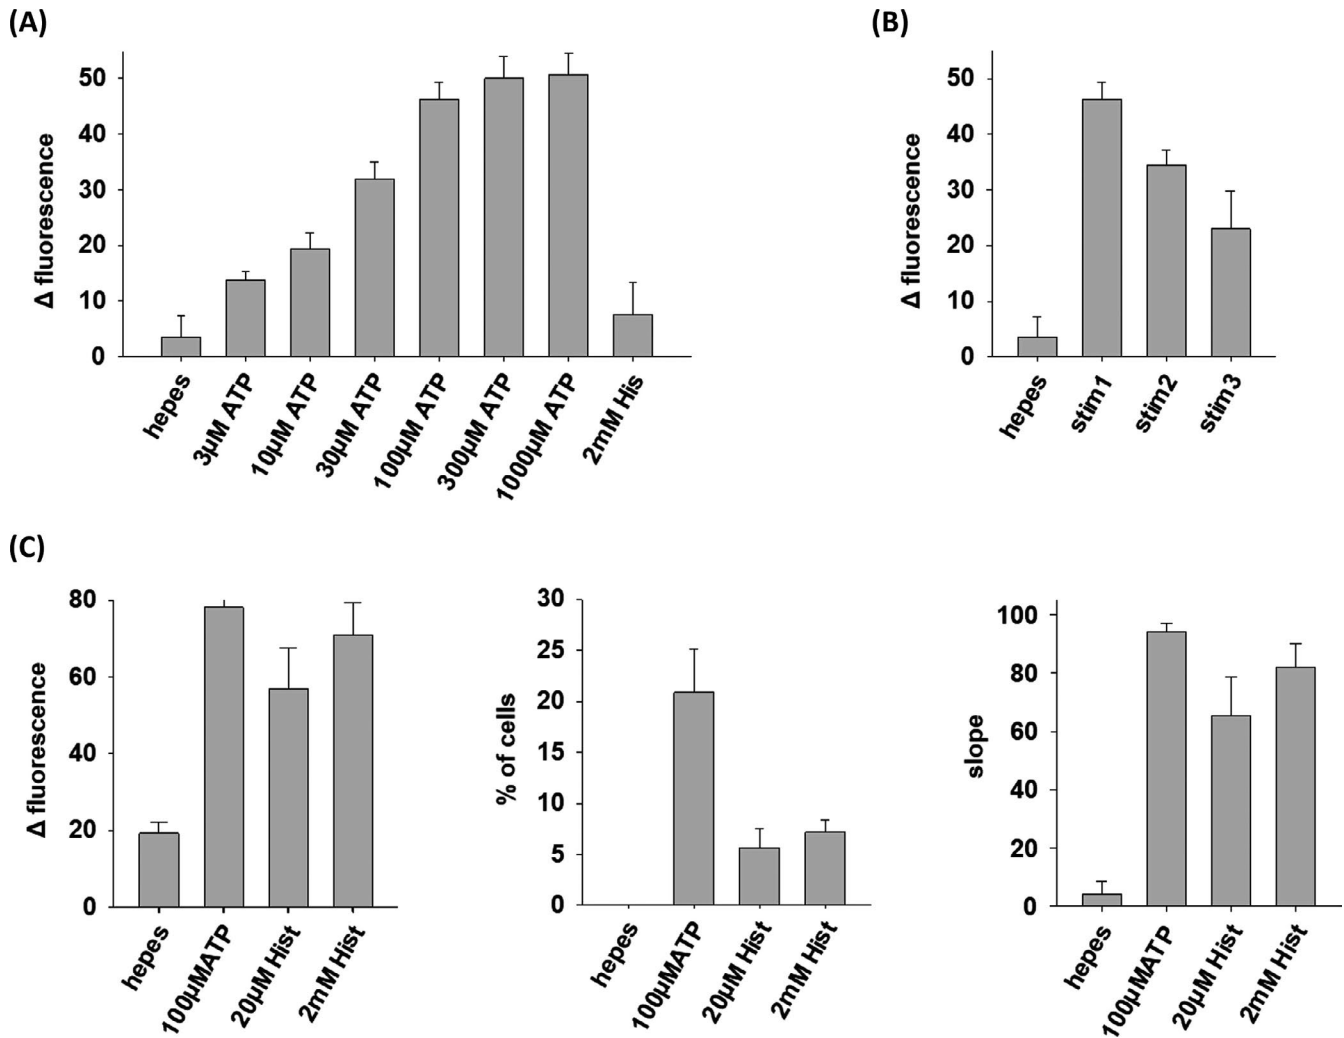 (A)
(B)
Δ fluorescence
50
40
30
20
10
0
hepes
3µM ATP
10µM ATP
30µM ATP
100µM ATP
300µM ATP
1000µM ATP
2mM His
Δ fluorescence
50
40
30
20
10
0
hepes
stim1
stim2
stim3
(C)
Δ fluorescence
80
60
40
20
0
hepes
100µMATP
20µM Hist
2mM Hist
% of cells
30
25
20
15
10
5
0
hepes
100µMATP
20µM Hist
2mM Hist
slope
100
80
60
40
20
0
hepes
100µMATP
20µM Hist
2mM Hist